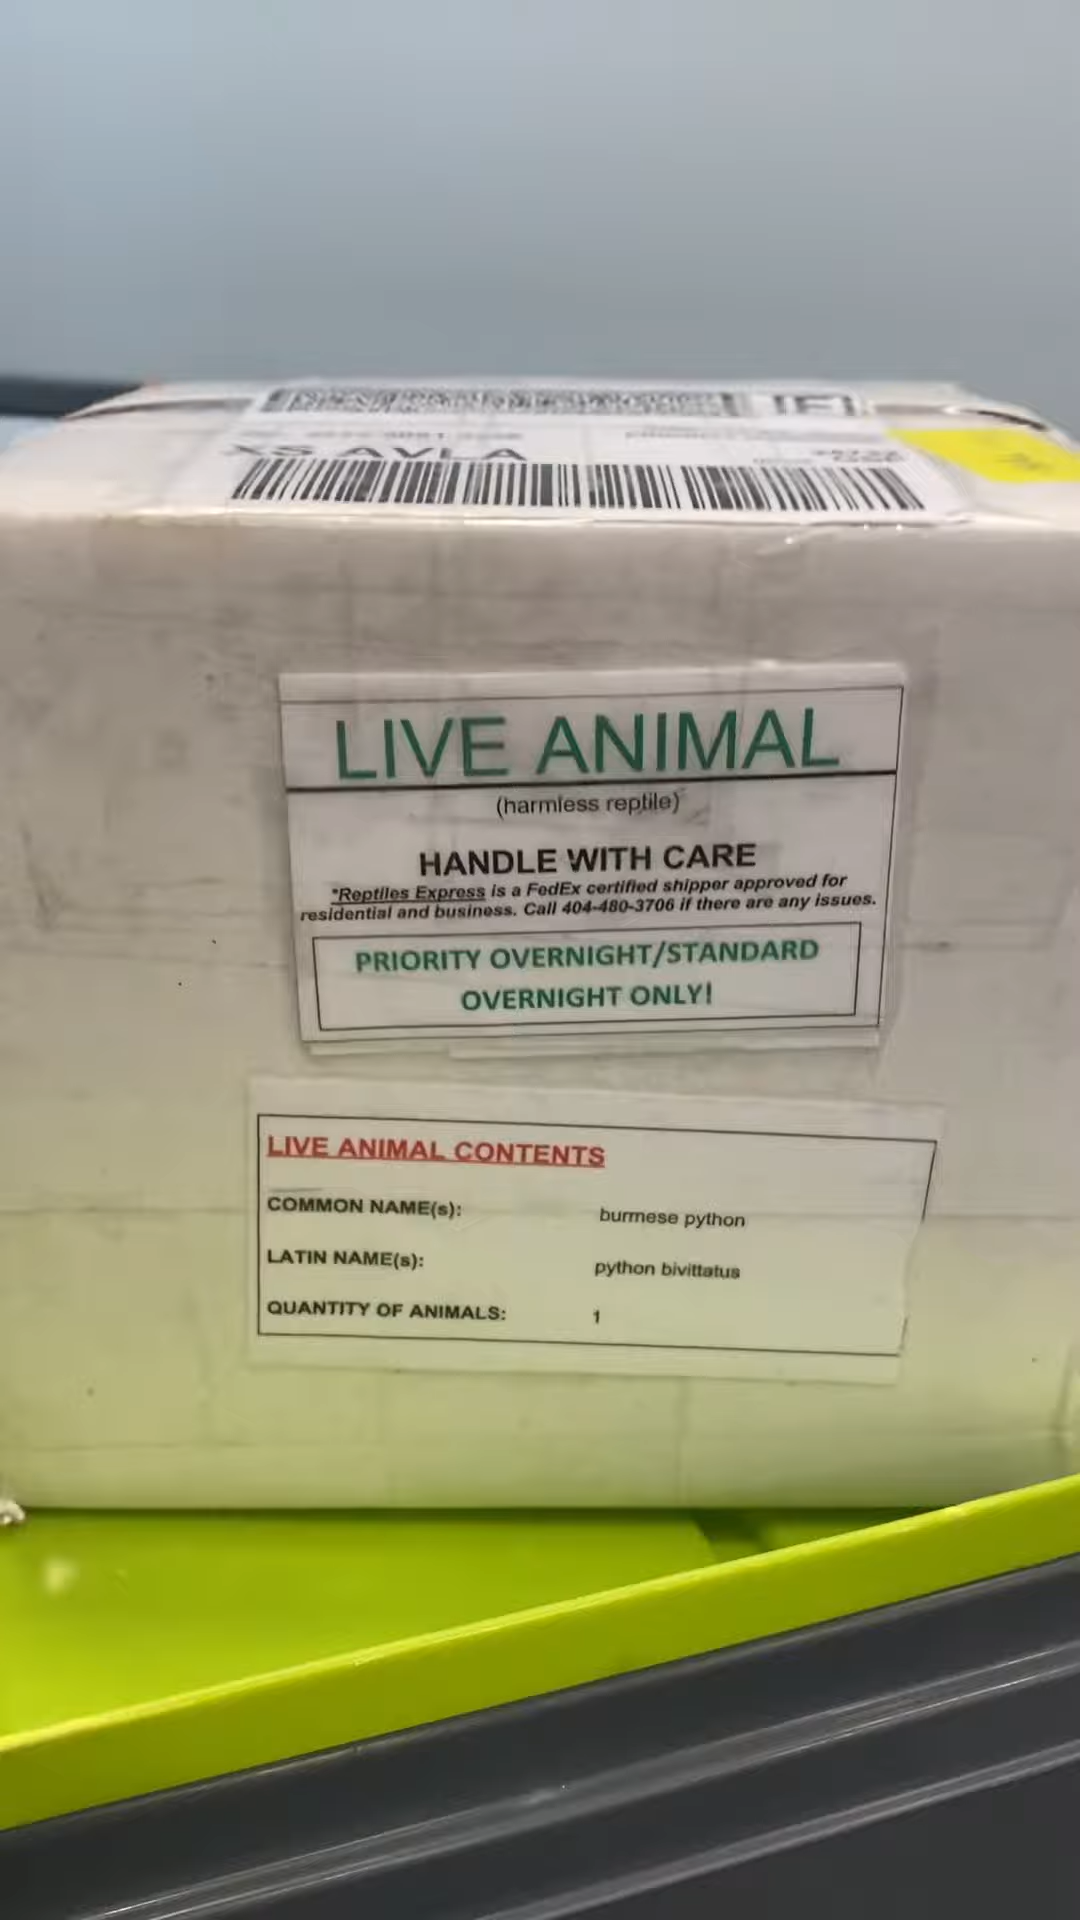 XS AVLA
LIVE ANIMAL
(harmless reptile)
HANDLE WITH CARE
*Reptiles Express is a FedEx certified shipper approved for
residential and business. Call 404-480-3706 if there are any issues.
PRIORITY OVERNIGHT/STANDARD
OVERNIGHT ONLY!
LIVE ANIMAL CONTENTS
COMMON NAME(s): burmese python
LATIN NAME(s): python bivittatus
QUANTITY OF ANIMALS: 1